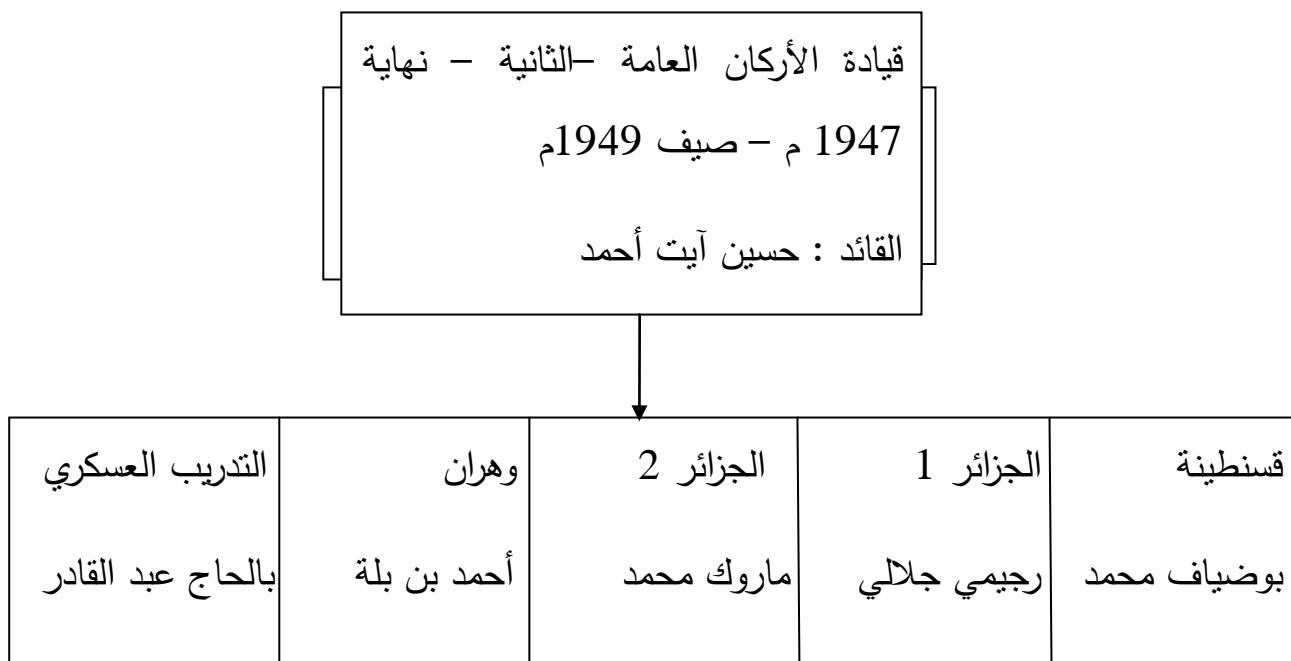 قيادة الأركان العامة –الثانية – نهاية
1947 م – صيف 1949م
القائد : حسين آيت أحمد
قسنطينة
بوضياف محمد
الجزائر 1
رجيمي جلالي
الجزائر 2
ماروك محمد
وهران
أحمد بن بلة
التدريب العسكري
بالحاج عبد القادر